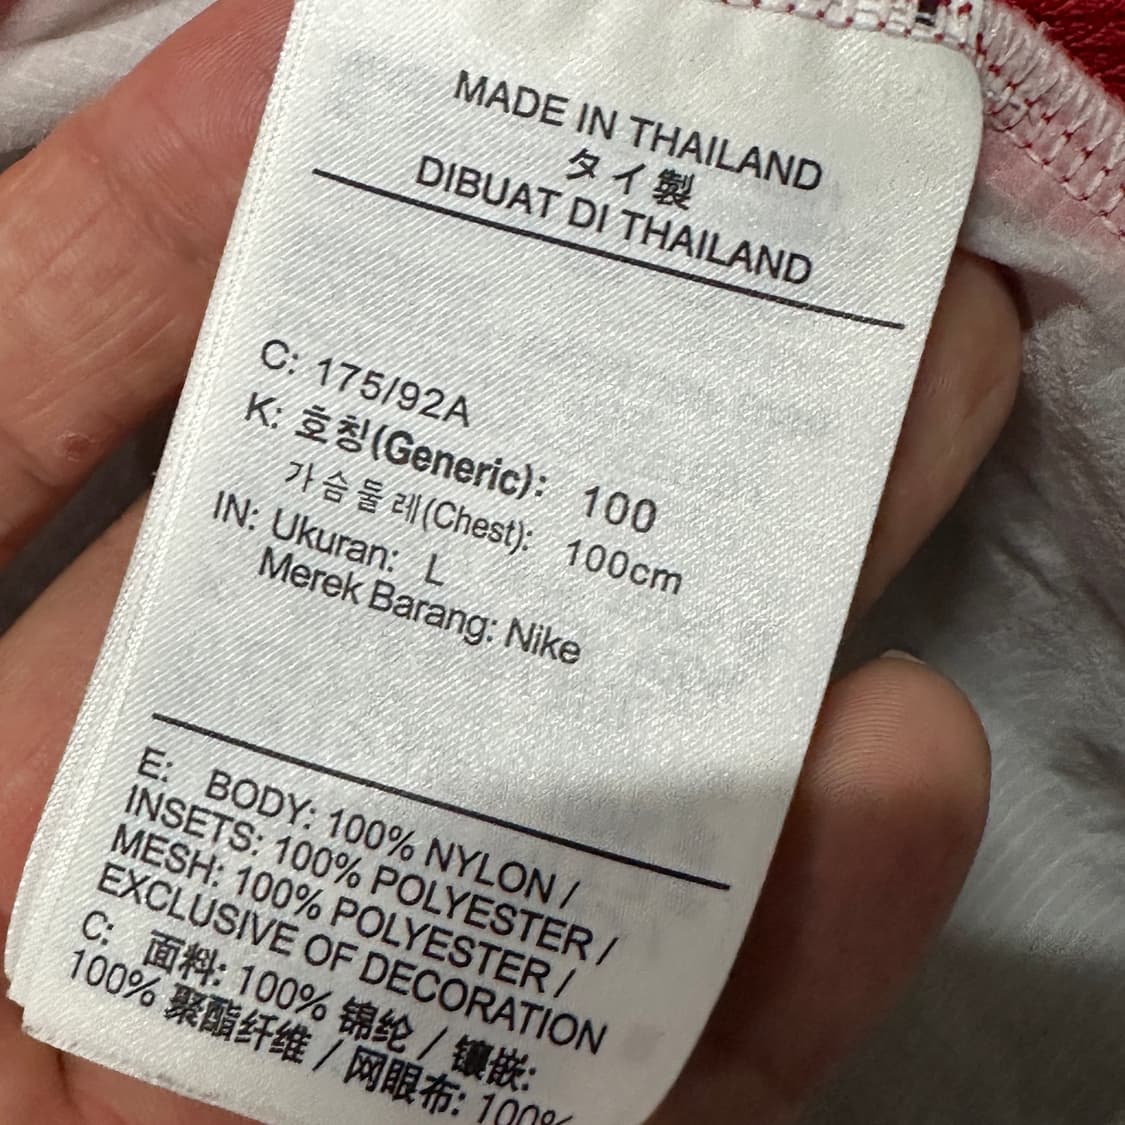 MADE IN THAILAND
タイ製
DIBUAT DI THAILAND
C: 175/92A
K: 호칭(Generic): 100
가슴둘레(Chest): 100cm
IN: Ukuran: L
Merek Barang: Nike
E: BODY: 100% NYLON /
INSETS: 100% POLYESTER /
MESH: 100% POLYESTER /
EXCLUSIVE OF DECORATION
C: 面料: 100% 锦纶 / 镶嵌:
100% 聚酯纤维 / 网眼布: 100%